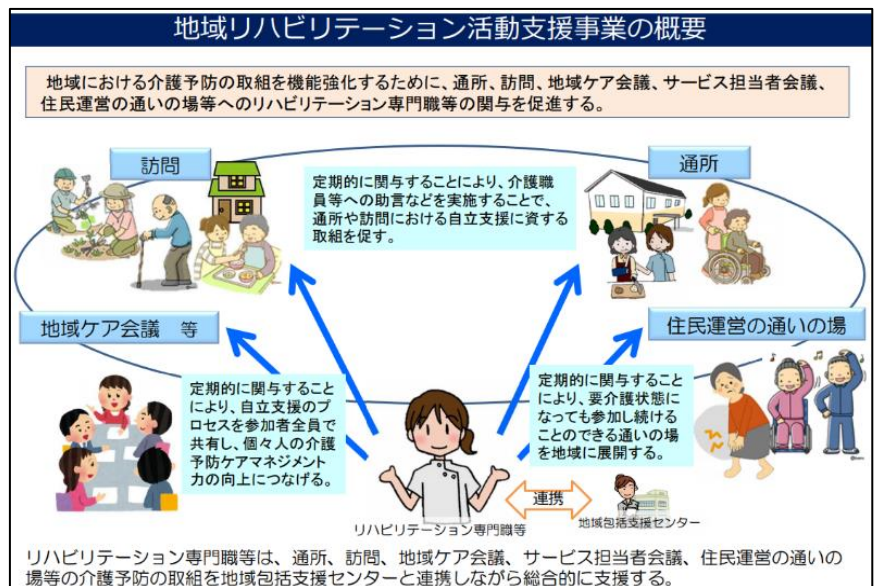 地域リハビリテーション活動支援事業の概要
地域における介護予防の取組を機能強化するために、通所、訪問、地域ケア会議、サービス担当者会議、
住民運営の通いの場等へのリハビリテーション専門職等の関与を促進する。
訪問
定期的に関与することにより、介護職
員等への助言などを実施することで、
通所や訪問における自立支援に資する
取組を促す。
通所
地域ケア会議 等
住民運営の通いの場
定期的に関与すること
により、自立支援のプ
ロセスを参加者全員で
共有し、個々人の介護
予防ケアマネジメント
力の向上につなげる。
定期的に関与すること
により、要介護状態に
なっても参加し続ける
ことのできる通いの場
を地域に展開する。
連携
リハビリテーション専門職等
地域包括支援センター
リハビリテーション専門職等は、通所、訪問、地域ケア会議、サービス担当者会議、住民運営の通いの
場等の介護予防の取組を地域包括支援センターと連携しながら総合的に支援する。